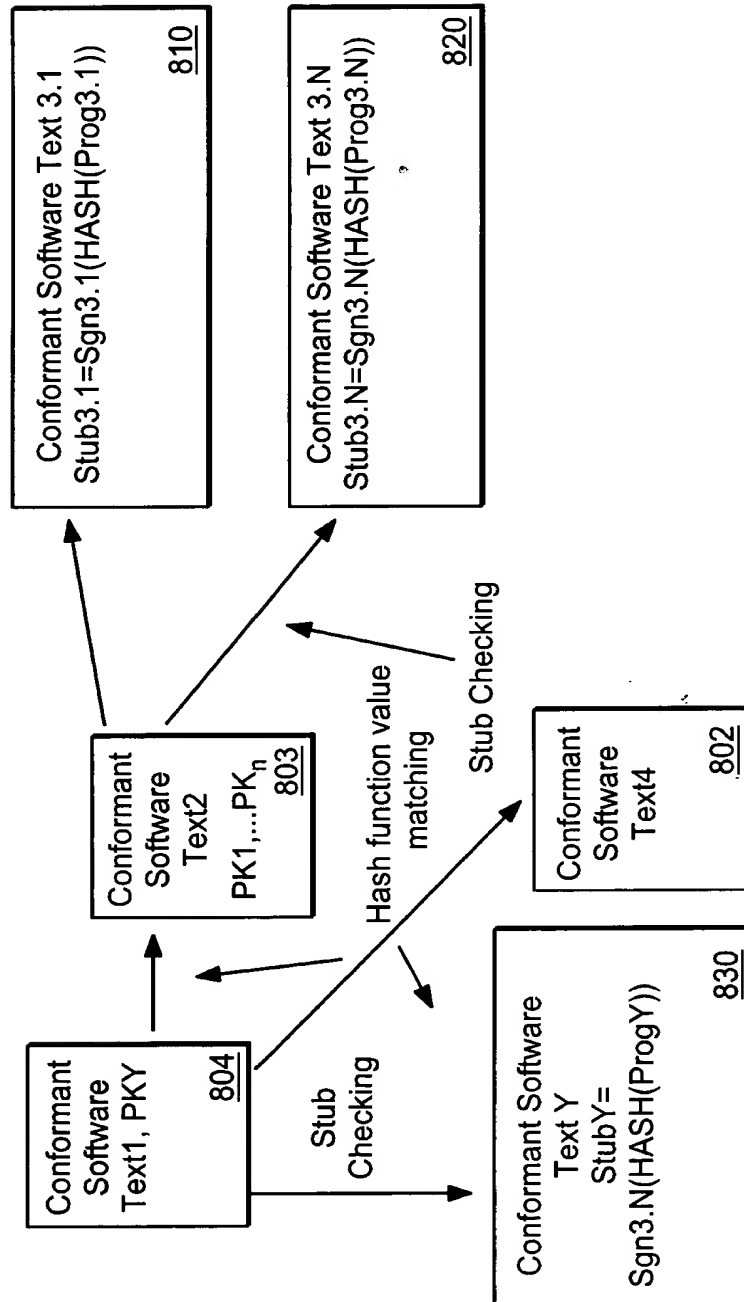 Conformant
Software
Text1, PKY
804
Conformant
Software
Text2
PK1,...PKn
803
Conformant Software Text 3.1
Stub3.1=Sgn3.1(HASH(Prog3.1))
810
Conformant Software Text 3.N
Stub3.N=Sgn3.N(HASH(Prog3.N))
820
Stub
Checking
Hash function value
matching
Stub Checking
Conformant Software
Text Y
StubY=
Sgn3.N(HASH(ProgY))
830
Conformant
Software
Text4
802